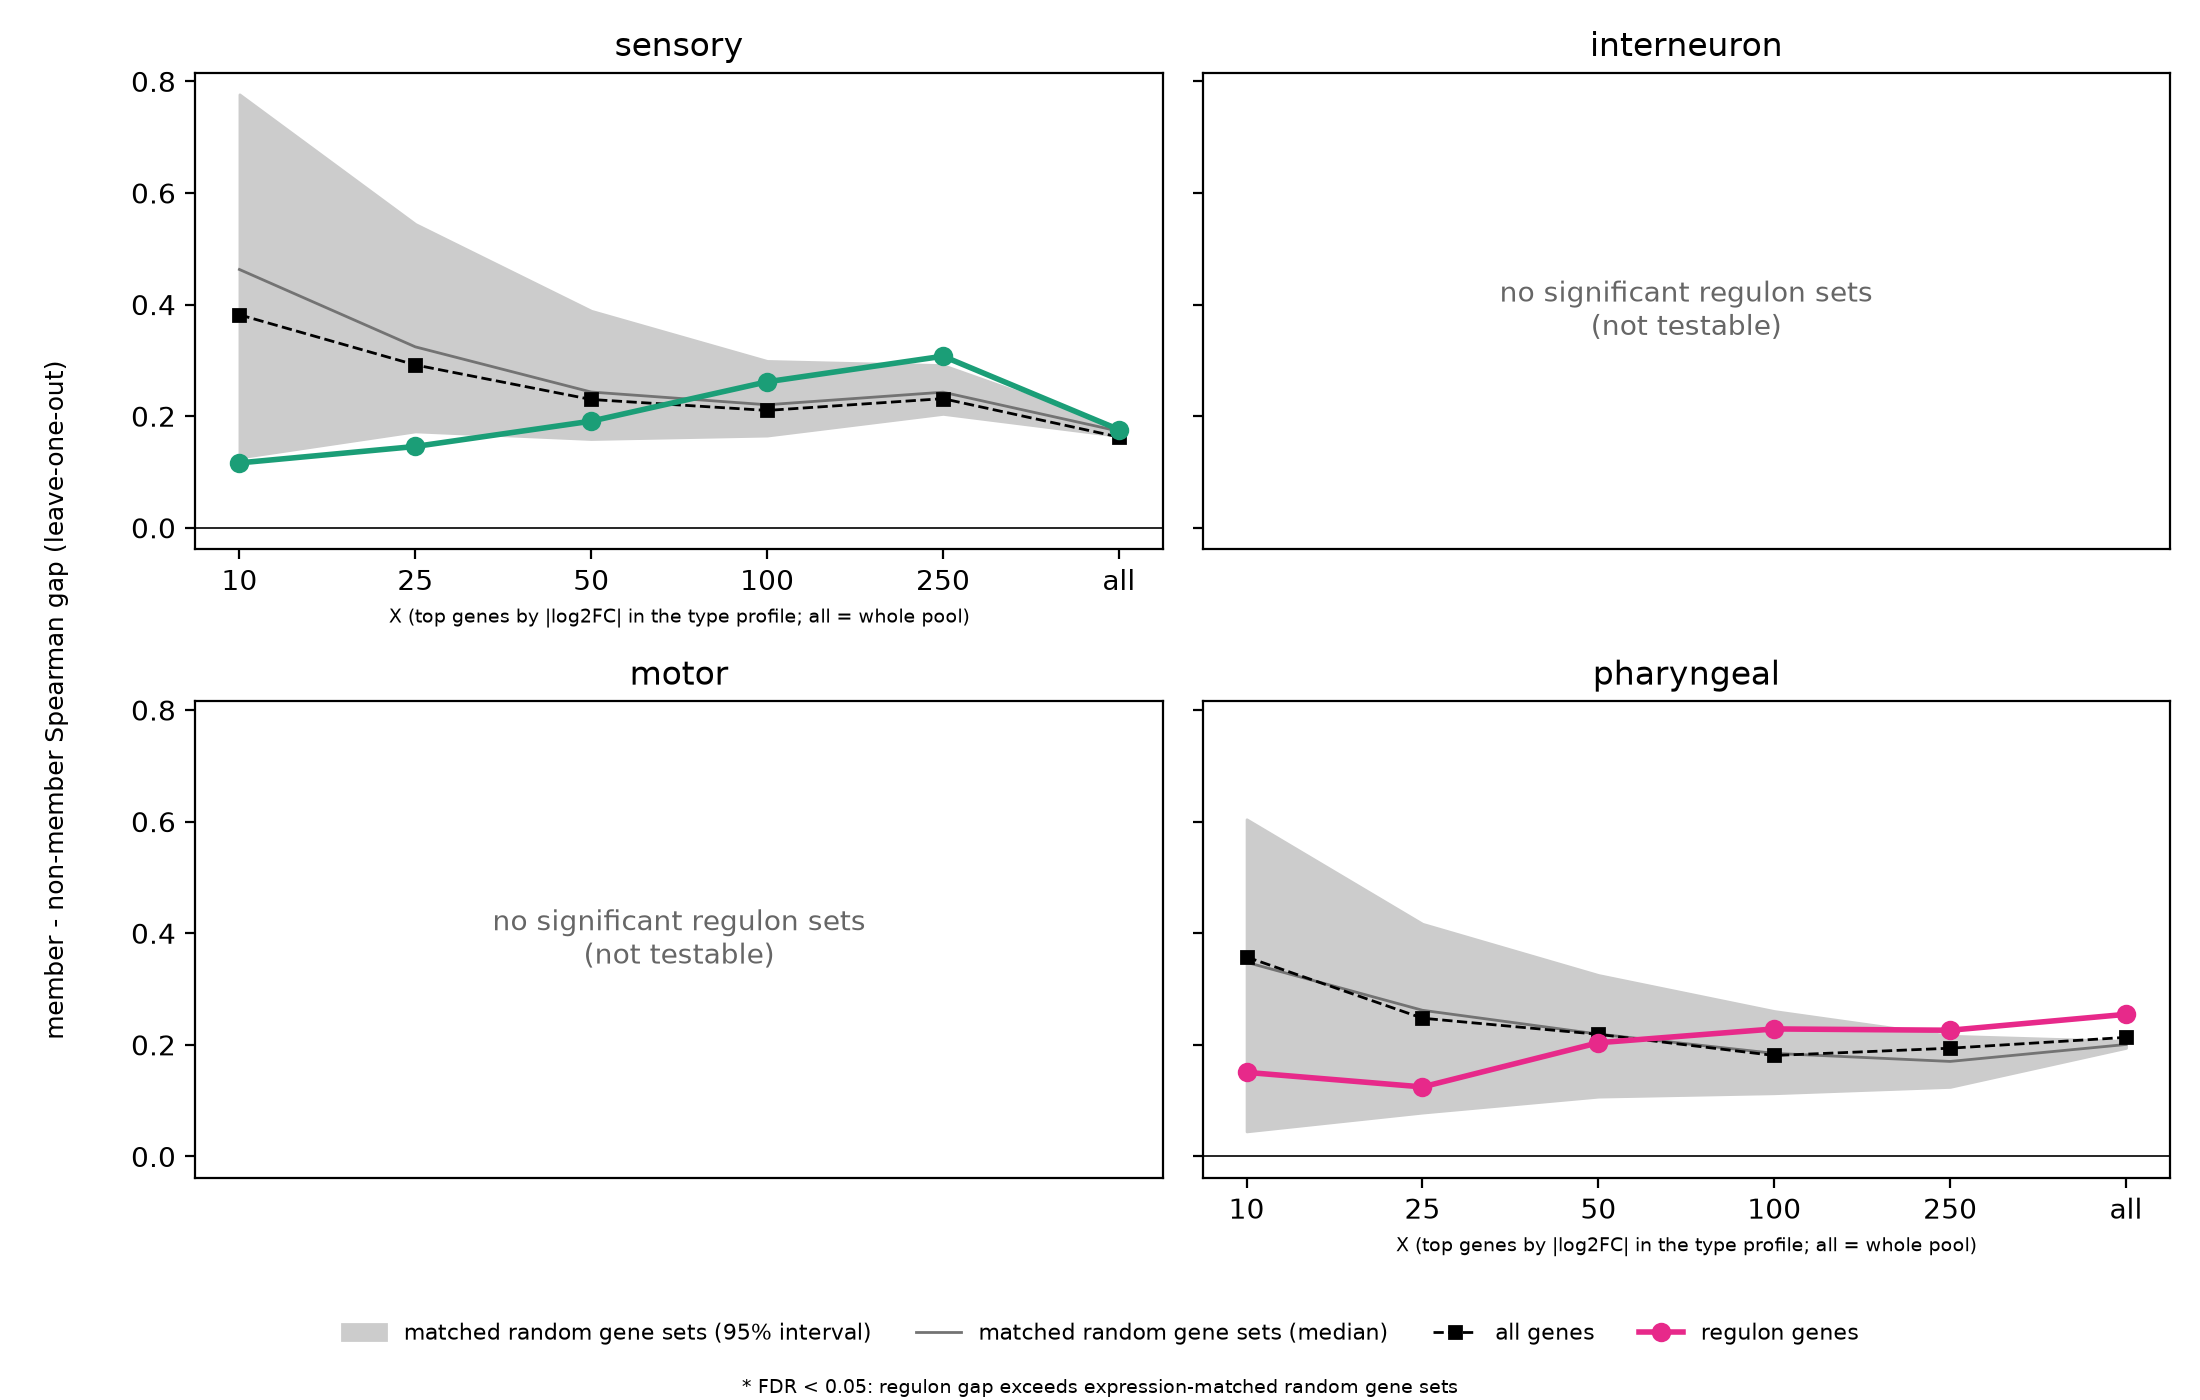 sensory
interneuron
0.8
0.6
0.4
0.2
0.0
no significant regulon sets
(not testable)
10 25 50 100 250 all
X (top genes by |log2FC| in the type profile; all = whole pool)
member - non-member Spearman gap (leave-one-out)
motor
pharyngeal
0.8
0.6
0.4
0.2
0.0
no significant regulon sets
(not testable)
10 25 50 100 250 all
X (top genes by |log2FC| in the type profile; all = whole pool)
matched random gene sets (95% interval) matched random gene sets (median) all genes regulon genes
* FDR < 0.05: regulon gap exceeds expression-matched random gene sets